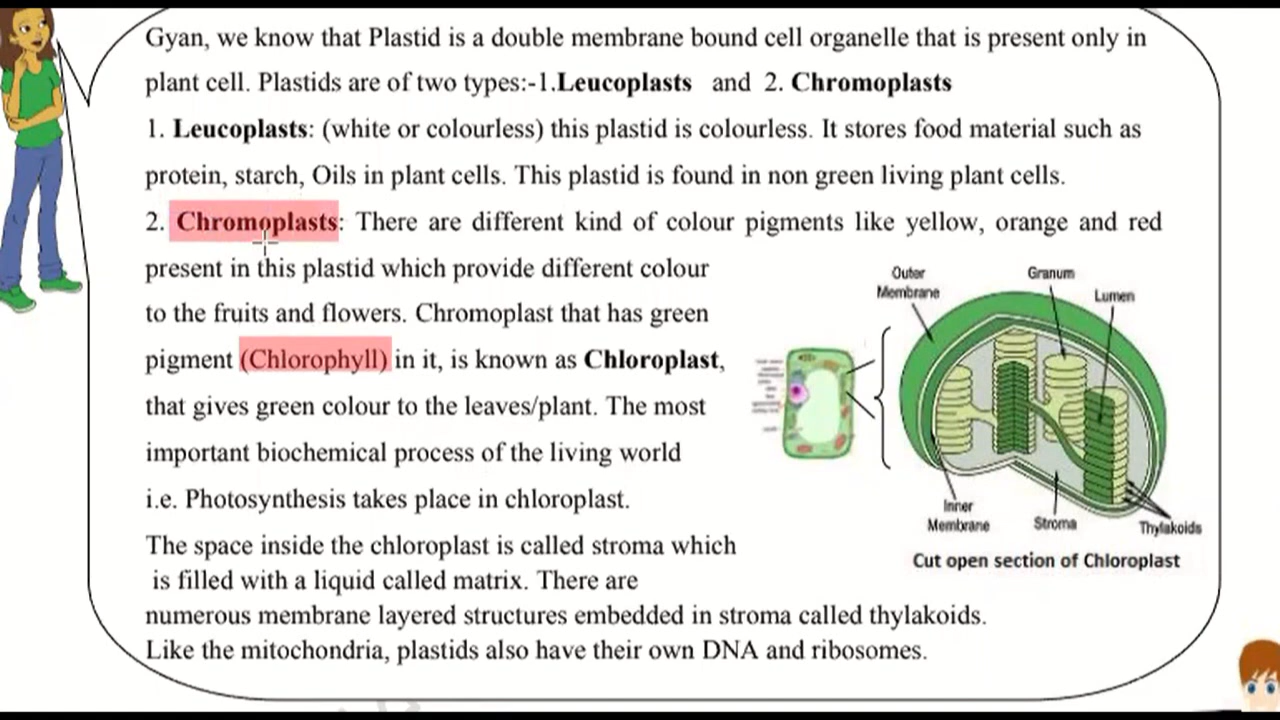 Gyan, we know that Plastid is a double membrane bound cell organelle that is present only in
plant cell. Plastids are of two types:-1.Leucoplasts and 2. Chromoplasts
1. Leucoplasts: (white or colourless) this plastid is colourless. It stores food material such as
protein, starch, Oils in plant cells. This plastid is found in non green living plant cells.
2. Chromoplasts: There are different kind of colour pigments like yellow, orange and red
present in this plastid which provide different colour
to the fruits and flowers. Chromoplast that has green
pigment (Chlorophyll) in it, is known as Chloroplast,
that gives green colour to the leaves/plant. The most
important biochemical process of the living world
i.e. Photosynthesis takes place in chloroplast.
The space inside the chloroplast is called stroma which
is filled with a liquid called matrix. There are
numerous membrane layered structures embedded in stroma called thylakoids.
Like the mitochondria, plastids also have their own DNA and ribosomes.
Outer
Membrane
Granum
Lumen
Inner
Membrane
Stroma
Thylakoids
Cut open section of Chloroplast